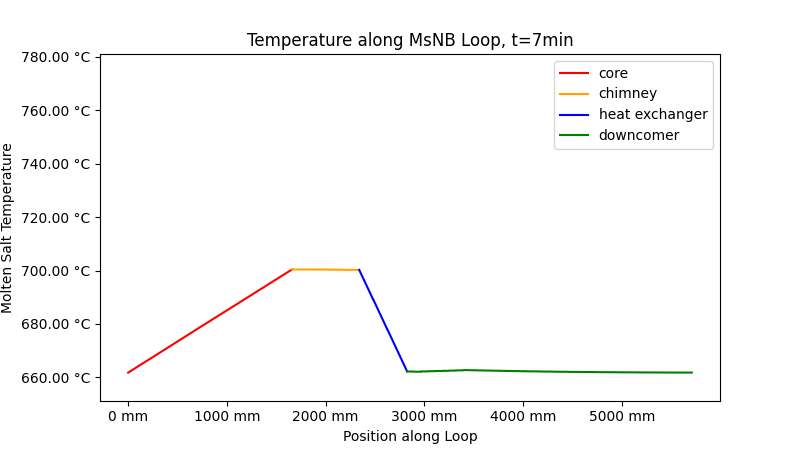 Temperature along MsNB Loop, t=7min
780.00 °C
760.00 °C
740.00 °C
720.00 °C
700.00 °C
680.00 °C
660.00 °C
Molten Salt Temperature
core
chimney
heat exchanger
downcomer
0 mm
1000 mm
2000 mm
3000 mm
4000 mm
5000 mm
Position along Loop